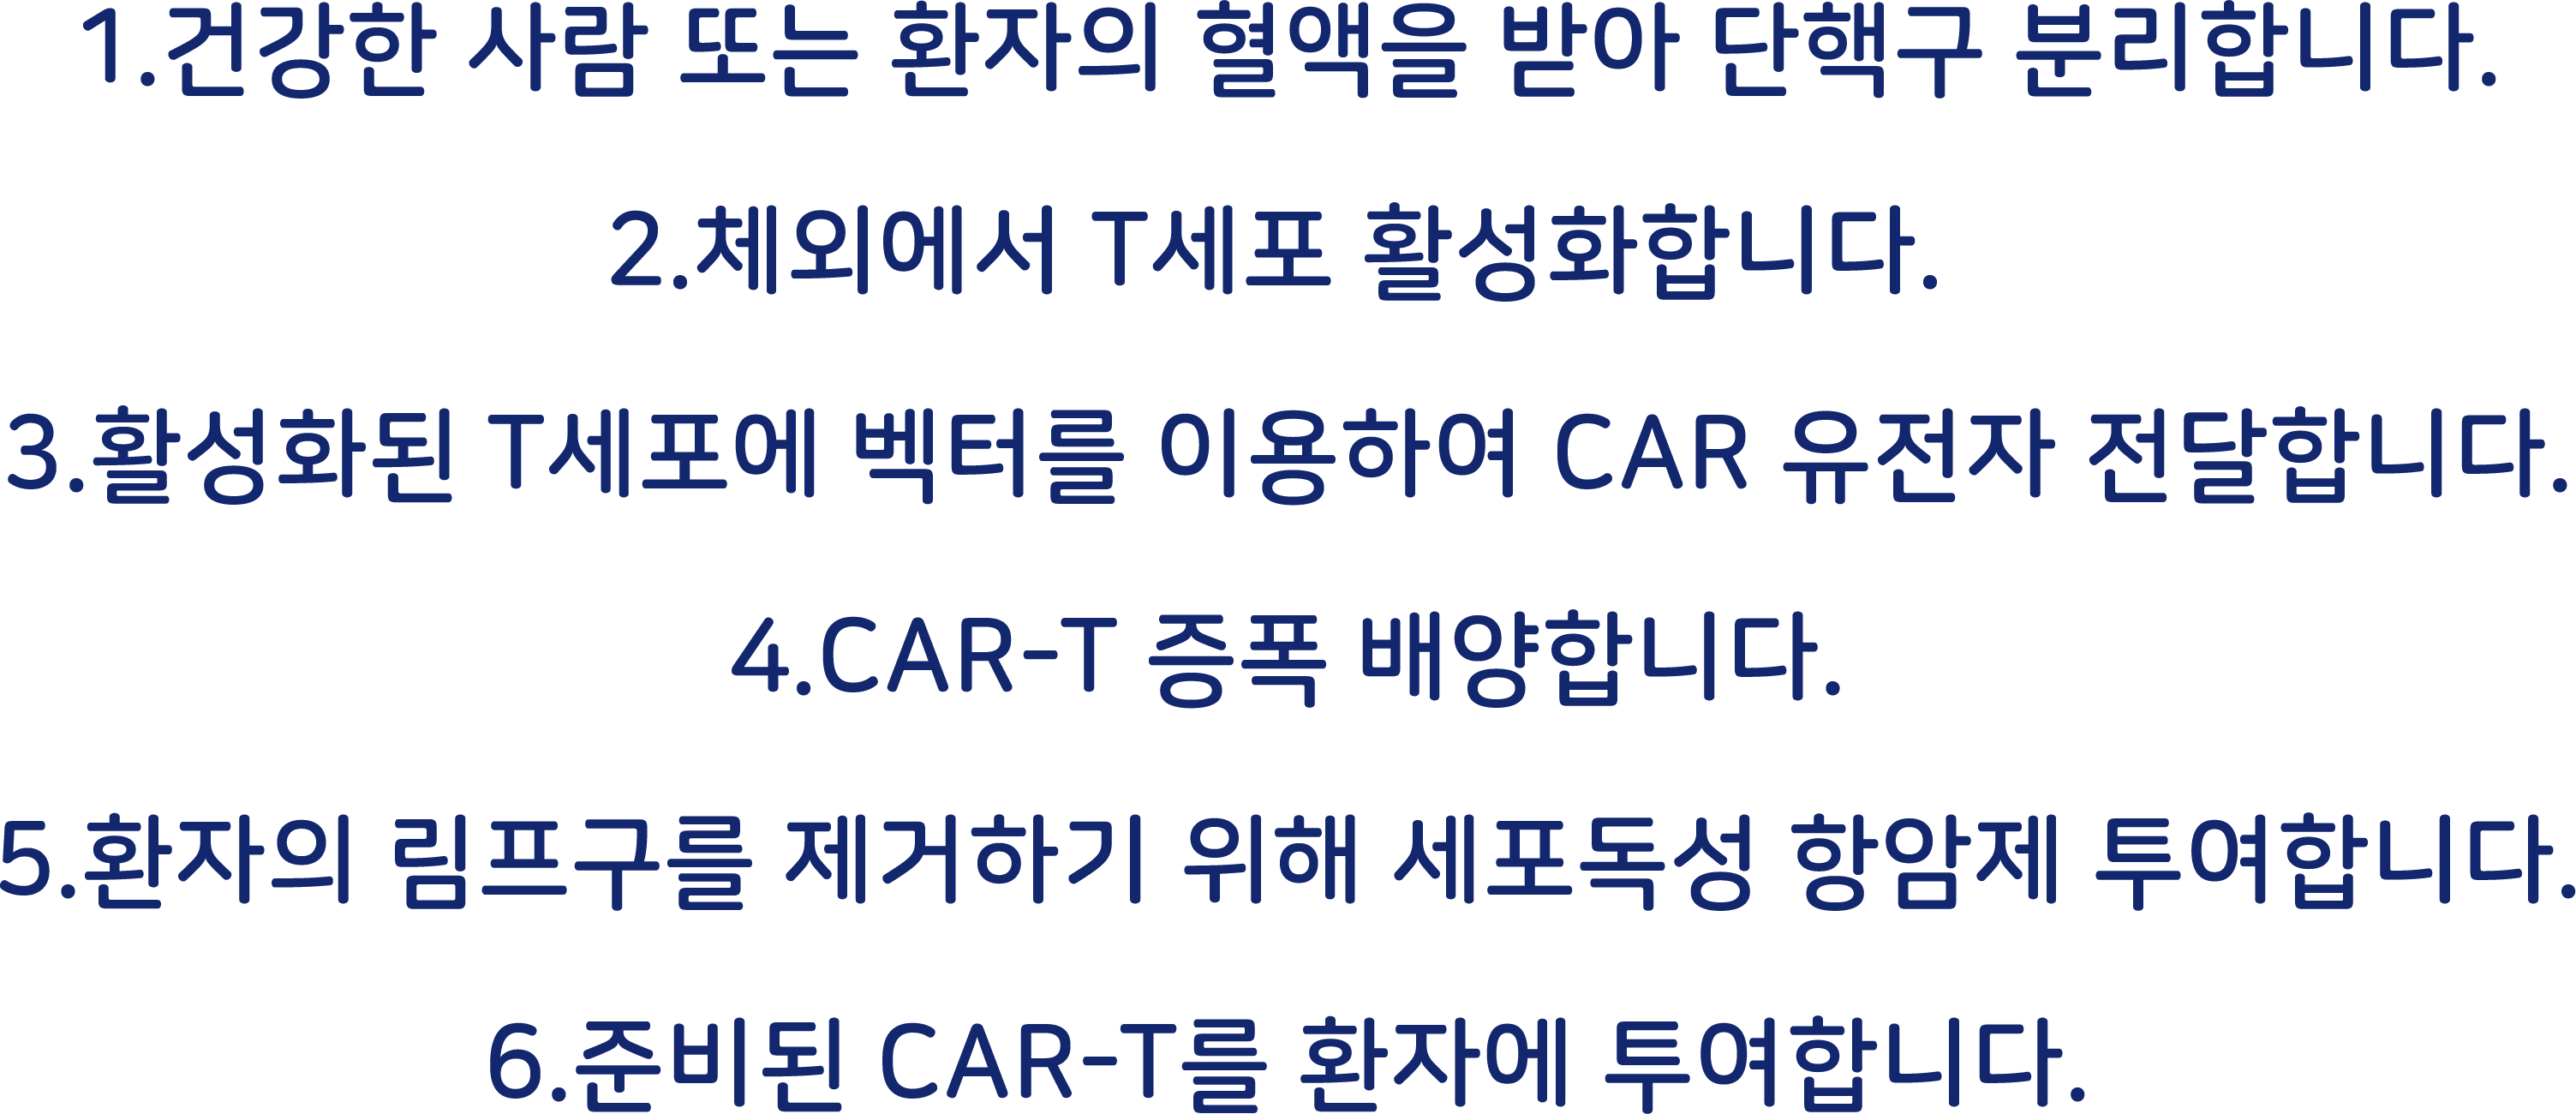 1.건강한 사람 또는 환자의 혈액을 받아 단핵구 분리합니다.
2.체외에서 T세포 활성화합니다.
3.활성화된 T세포에 벡터를 이용하여 CAR 유전자 전달합니다.
4.CAR-T 증폭 배양합니다.
5.환자의 림프구를 제거하기 위해 세포독성 항암제 투여합니다.
6.준비된 CAR-T를 환자에 투여합니다.